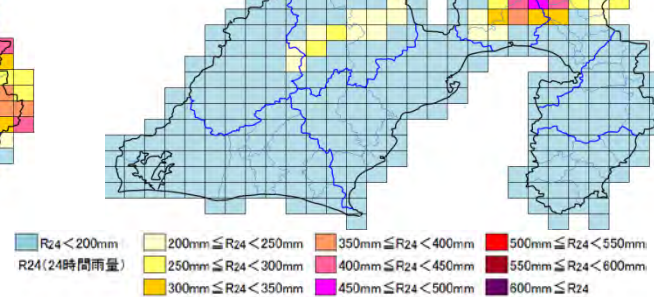 R24＜200mm 200mm≦R24＜250mm 350mm≦R24＜400mm 500mm≦R24＜550mm
R24(24時間雨量) 250mm≦R24＜300mm 400mm≦R24＜450mm 550mm≦R24＜600mm
300mm≦R24＜350mm 450mm≦R24＜500mm 600mm≦R24